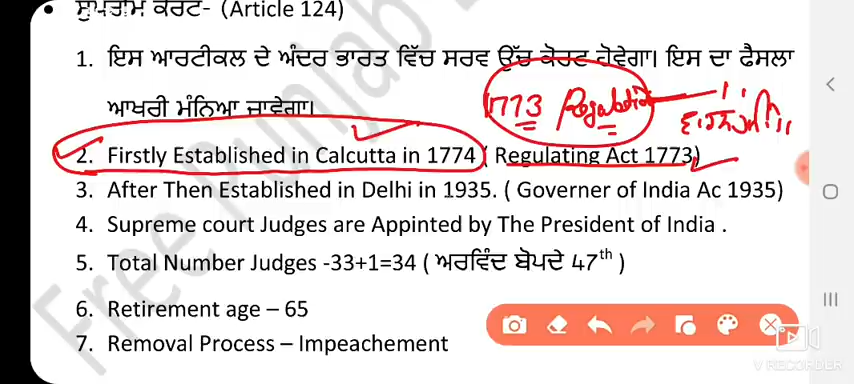 • ਸੁਪਰੀਮ ਕੋਰਟ- (Article 124)
1. ਇਸ ਆਰਟੀਕਲ ਦੇ ਅੰਦਰ ਭਾਰਤ ਵਿੱਚ ਸਰਵ ਉੱਚ ਕੋਰਟ ਹੋਵੇਗਾ। ਇਸ ਦਾ ਫੈਸਲਾ
ਆਖਰੀ ਮੰਨਿਆ ਜਾਵੇਗਾ।
1773
2. Firstly Established in Calcutta in 1774 ( Regulating Act 1773)
3. After Then Established in Delhi in 1935. ( Governer of India Ac 1935)
4. Supreme court Judges are Appinted by The President of India .
5. Total Number Judges -33+1=34 ( ਅਰਵਿੰਦ ਬੋਪਦੇ 47th )
6. Retirement age – 65
7. Removal Process – Impeachement
Free Punjab
V RECORDER